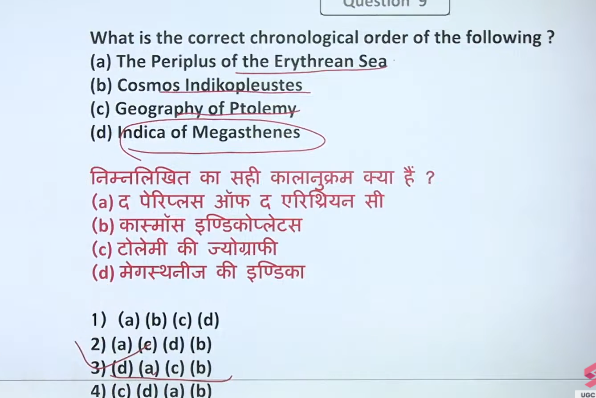 Question 9
What is the correct chronological order of the following ?
(a) The Periplus of the Erythrean Sea
(b) Cosmos Indikopleustes
(c) Geography of Ptolemy
(d) Indica of Megasthenes
निम्नलिखित का सही कालानुक्रम क्या हैं ?
(a) द पेरिप्लस ऑफ द एरिथ्रियन सी
(b) कास्मॉस इण्डिकोप्लेटस
(c) टोलेमी की ज्योग्राफी
(d) मेगस्थनीज की इण्डिका
1) (a) (b) (c) (d)
2) (a) (c) (d) (b)
3) (d) (a) (c) (b)
4) (c) (d) (a) (b)
UGC